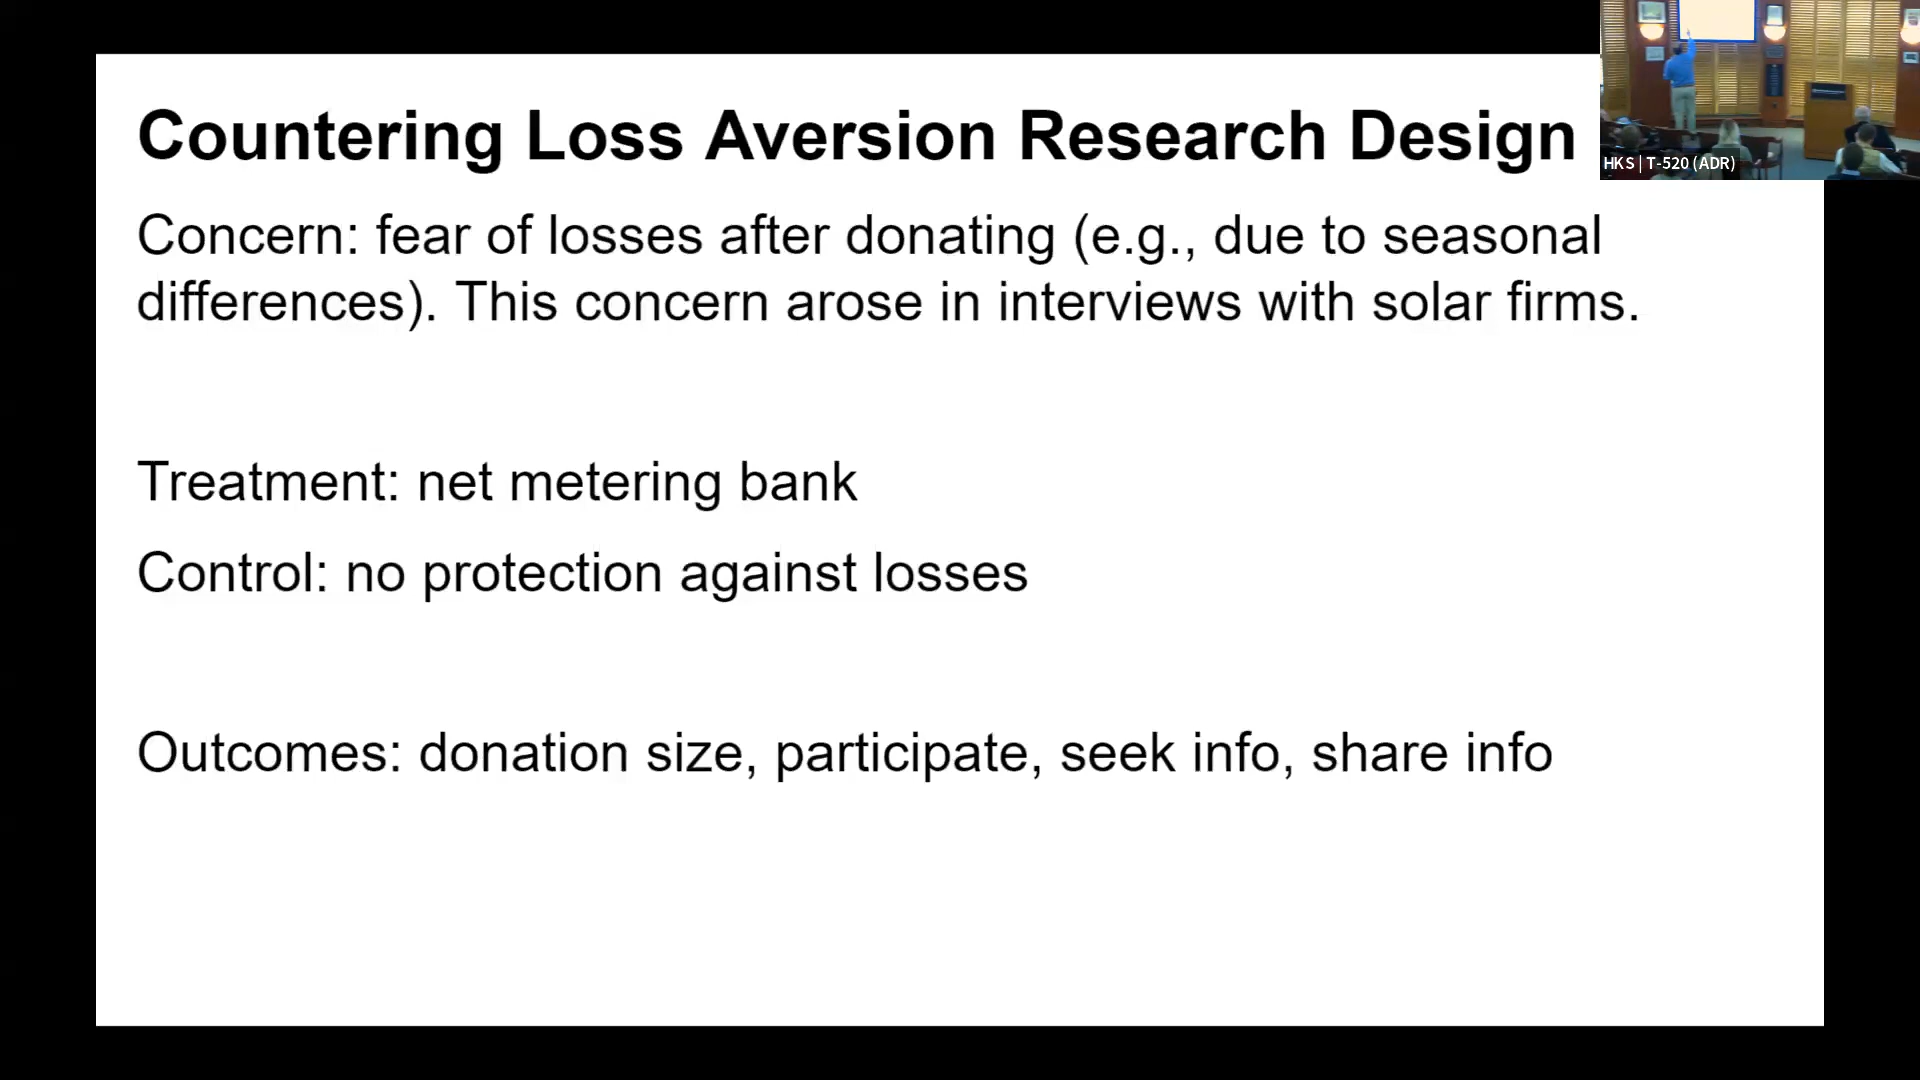 Countering Loss Aversion Research Design
Concern: fear of losses after donating (e.g., due to seasonal
differences). This concern arose in interviews with solar firms.
Treatment: net metering bank
Control: no protection against losses
Outcomes: donation size, participate, seek info, share info
HKS | T-520 (ADR)